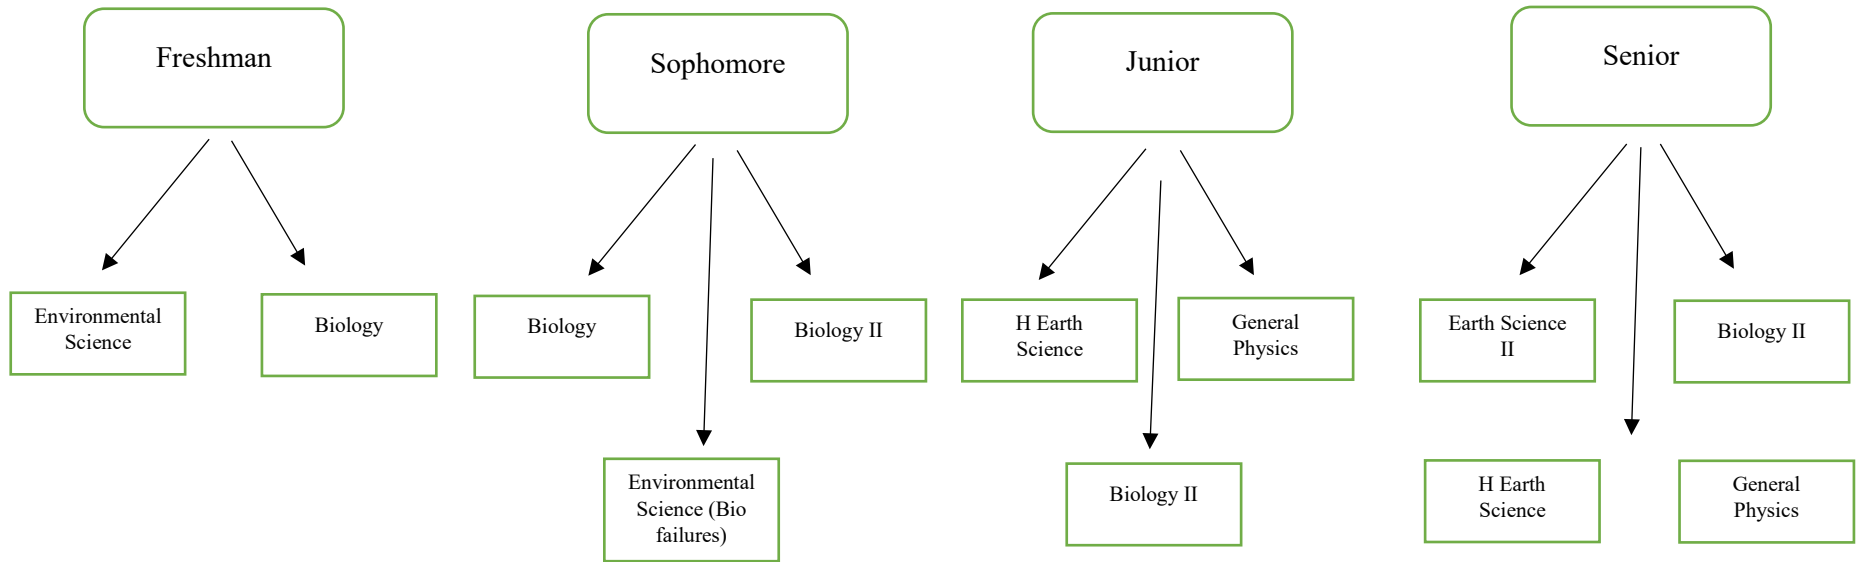 Freshman
Sophomore
Junior
Senior
Environmental
Science
Biology
Biology
Biology II
H Earth
Science
General
Physics
Earth Science
II
Biology II
Environmental
Science (Bio
failures)
Biology II
H Earth
Science
General
Physics